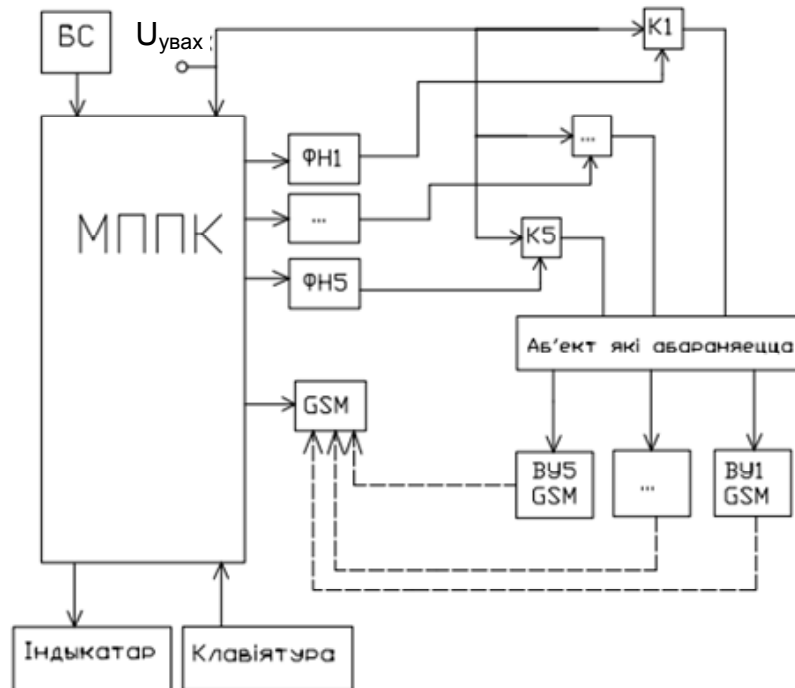 БС
Uувах
К1
МППК
ФН1
...
...
К5
ФН5
Аб'ект які абараняецца
GSM
ВУ5
GSM
...
ВУ1
GSM
Індыкатар
Клавіятура